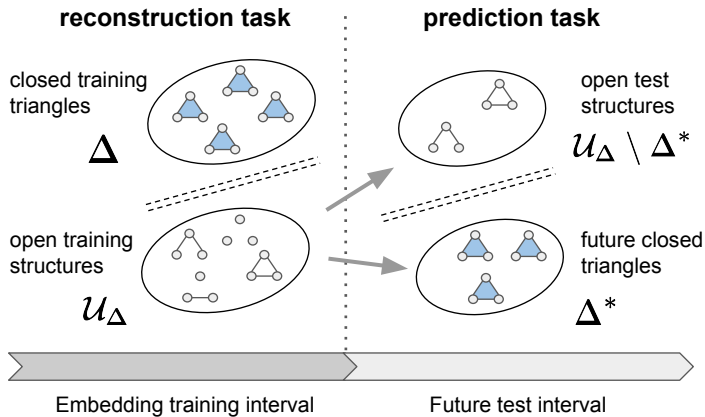 reconstruction task
prediction task
closed training
triangles
Δ
open test
structures
𝒰_Δ \ Δ*
open training
structures
𝒰_Δ
future closed
triangles
Δ*
Embedding training interval
Future test interval